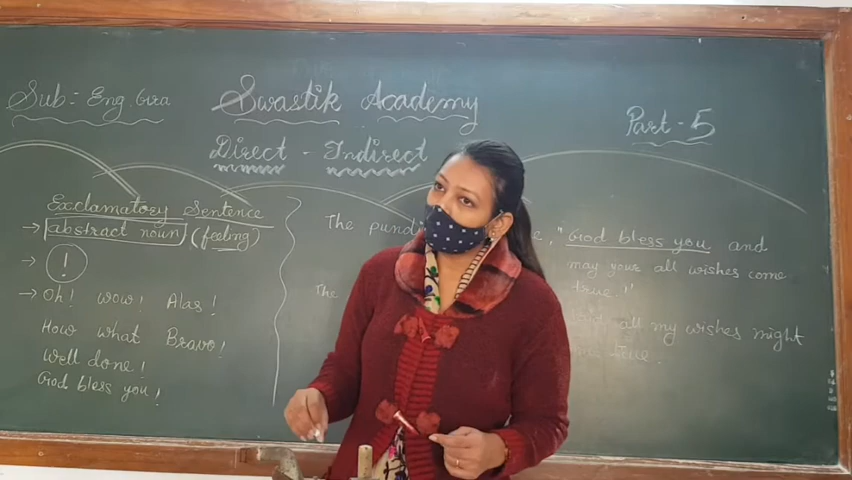 Sub: Eng. Gra
Swastik Academy
Part-5
Direct - Indirect
Exclamatorey Sentence
→ abstract noun (feeling)
→ !
→ Oh! wow! Alas!
How what Bravo!
Well done!
God bless you!
The pund
"God bless you and
may your all wishes come
true."
The
all my wishes might
true.